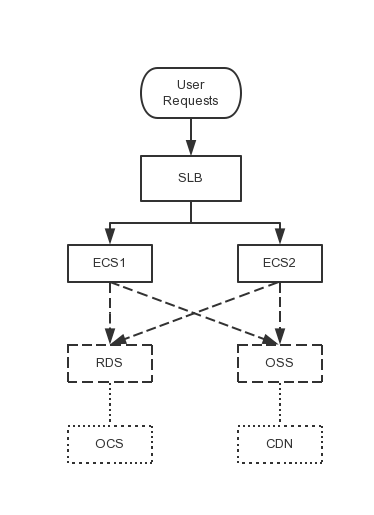 User
Requests
SLB
ECS1
ECS2
RDS
OSS
OCS
CDN